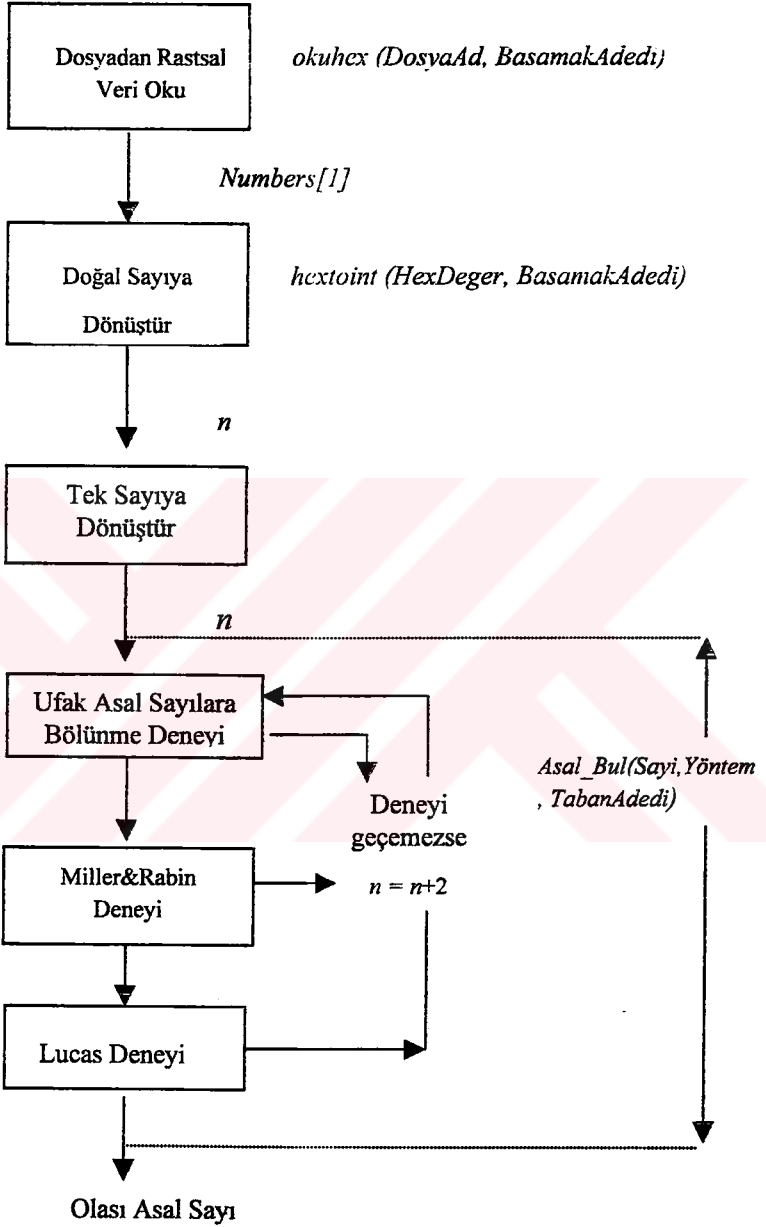 Dosyadan Rastsal
Veri Oku
okuhex (DosyaAd, BasamakAdedi)
Numbers[1]
Doğal Sayıya
Dönüştür
hextoint (HexDeger, BasamakAdedi)
n
Tek Sayıya
Dönüştür
n
Ufak Asal Sayılara
Bölünme Deneyi
Asal_Bul(Sayi,Yöntem
, TabanAdedi)
Deneyi
geçemezse
n = n+2
Miller&Rabin
Deneyi
Lucas Deneyi
Olası Asal Sayı